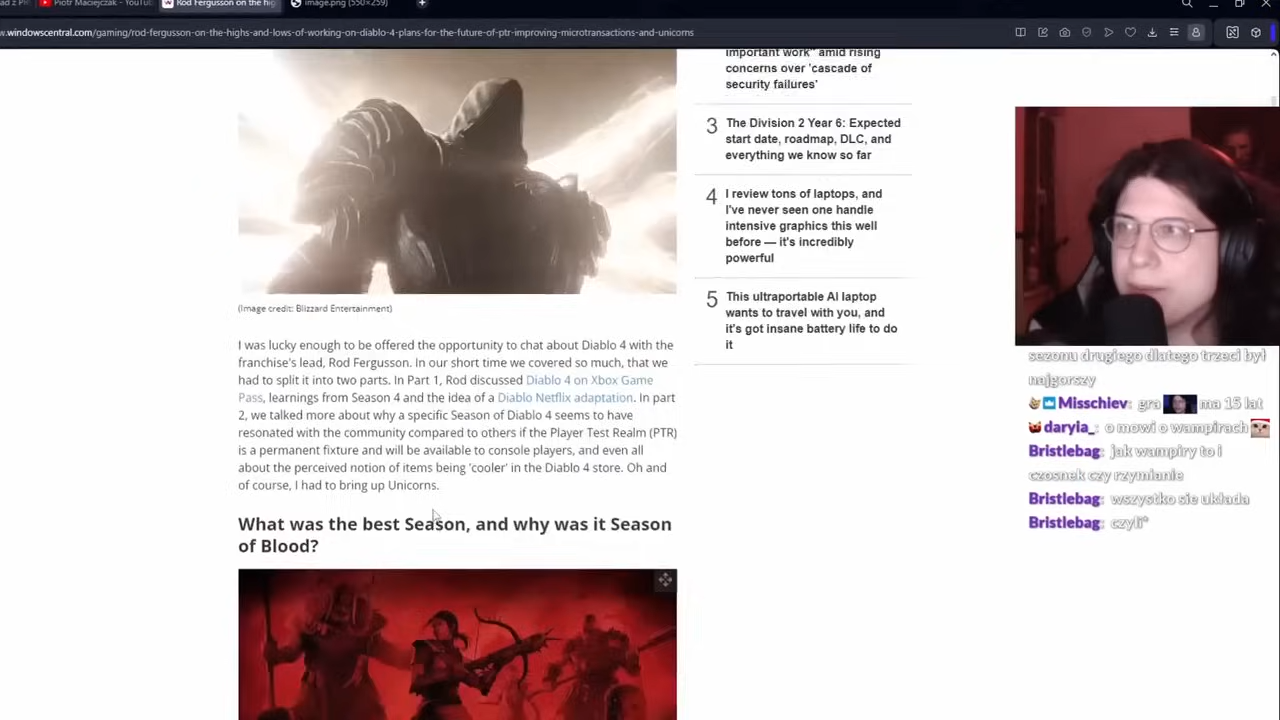 Piotr Maciejczak - YouTub
Rod Fergusson on the hig
image.png (550×259)
.windowscentral.com/gaming/rod-fergusson-on-the-highs-and-lows-of-working-on-diablo-4-plans-for-the-future-of-ptr-improving-microtransactions-and-unicorns
important work" amid rising
concerns over 'cascade of
security failures'
3 The Division 2 Year 6: Expected
start date, roadmap, DLC, and
everything we know so far
4 I review tons of laptops, and
I've never seen one handle
intensive graphics this well
before — it's incredibly
powerful
5 This ultraportable AI laptop
wants to travel with you, and
it's got insane battery life to do
it
(Image credit: Blizzard Entertainment)
I was lucky enough to be offered the opportunity to chat about Diablo 4 with the
franchise's lead, Rod Fergusson. In our short time we covered so much, that we
had to split it into two parts. In Part 1, Rod discussed Diablo 4 on Xbox Game
Pass, learnings from Season 4 and the idea of a Diablo Netflix adaptation. In part
2, we talked more about why a specific Season of Diablo 4 seems to have
resonated with the community compared to others if the Player Test Realm (PTR)
is a permanent fixture and will be available to console players, and even all
about the perceived notion of items being 'cooler' in the Diablo 4 store. Oh and
of course, I had to bring up Unicorns.
What was the best Season, and why was it Season
of Blood?
sezonu drugiego dlatego trzeci był
najgorszy
Misschiev: gra ma 15 lat
daryla_: o mowi o wampirach
Bristlebag: jak wampiry to i
czosnek czy rzymianie
Bristlebag: wszystko sie układa
Bristlebag: czyli*